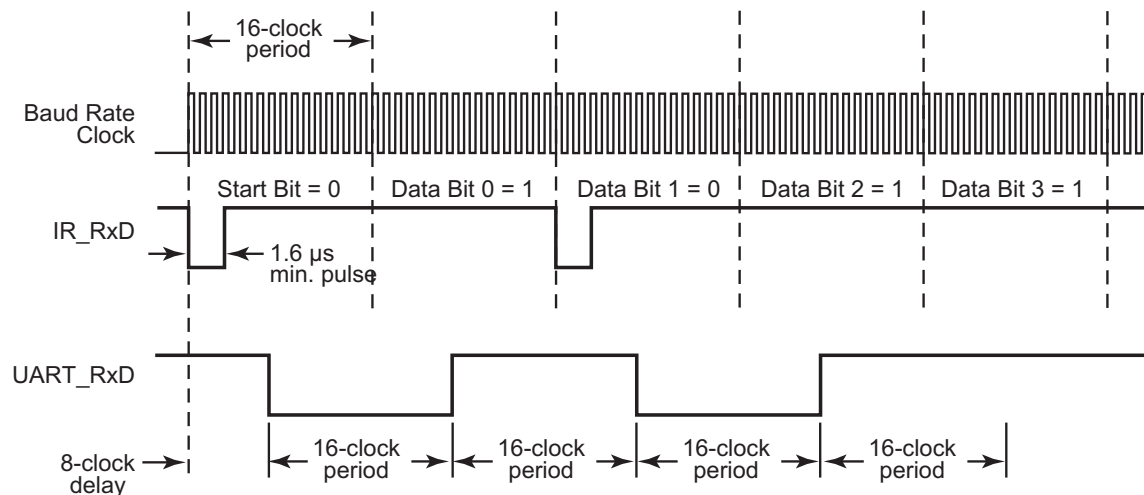 16-clock
period
Baud Rate
Clock
Start Bit = 0 Data Bit 0 = 1 Data Bit 1 = 0 Data Bit 2 = 1 Data Bit 3 = 1
IR_RxD
1.6 µs
min. pulse
UART_RxD
16-clock
period
16-clock
period
16-clock
period
16-clock
period
8-clock
delay